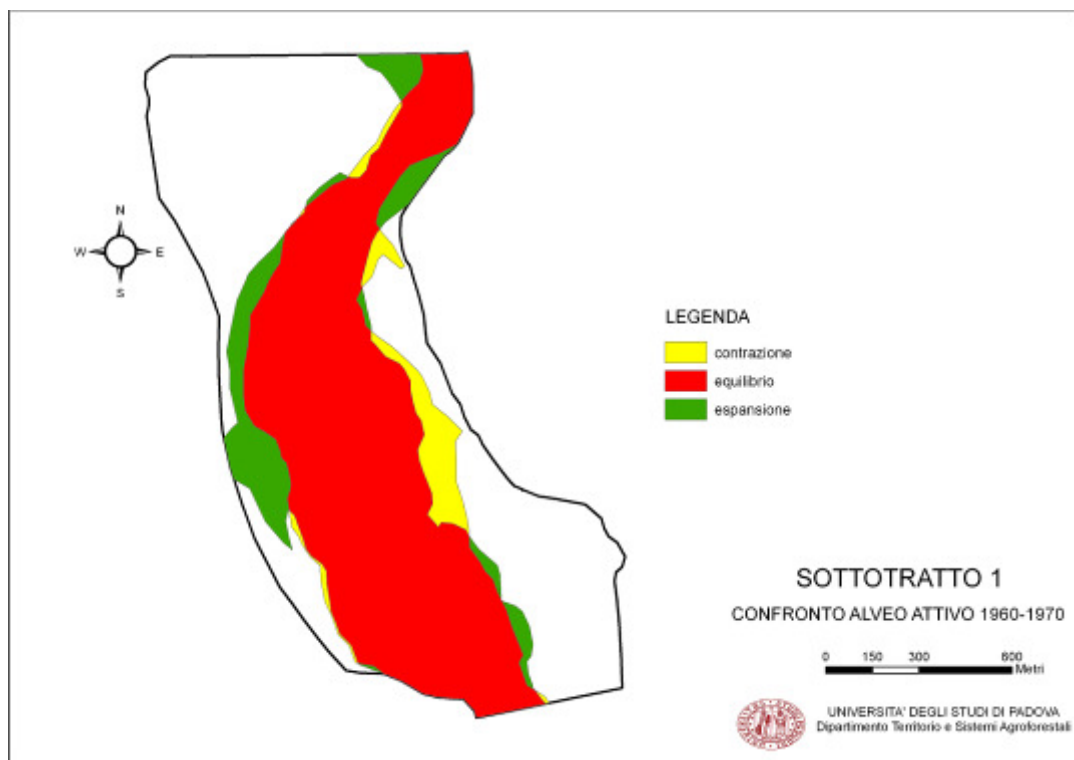 N
W E
S
LEGENDA
contrazione
equilibrio
espansione
SOTTOTRATTO 1
CONFRONTO ALVEO ATTIVO 1960-1970
0 150 300 600
Metri
UNIVERSITA' DEGLI STUDI DI PADOVA
Dipartimento Territorio e Sistemi Agroforestali